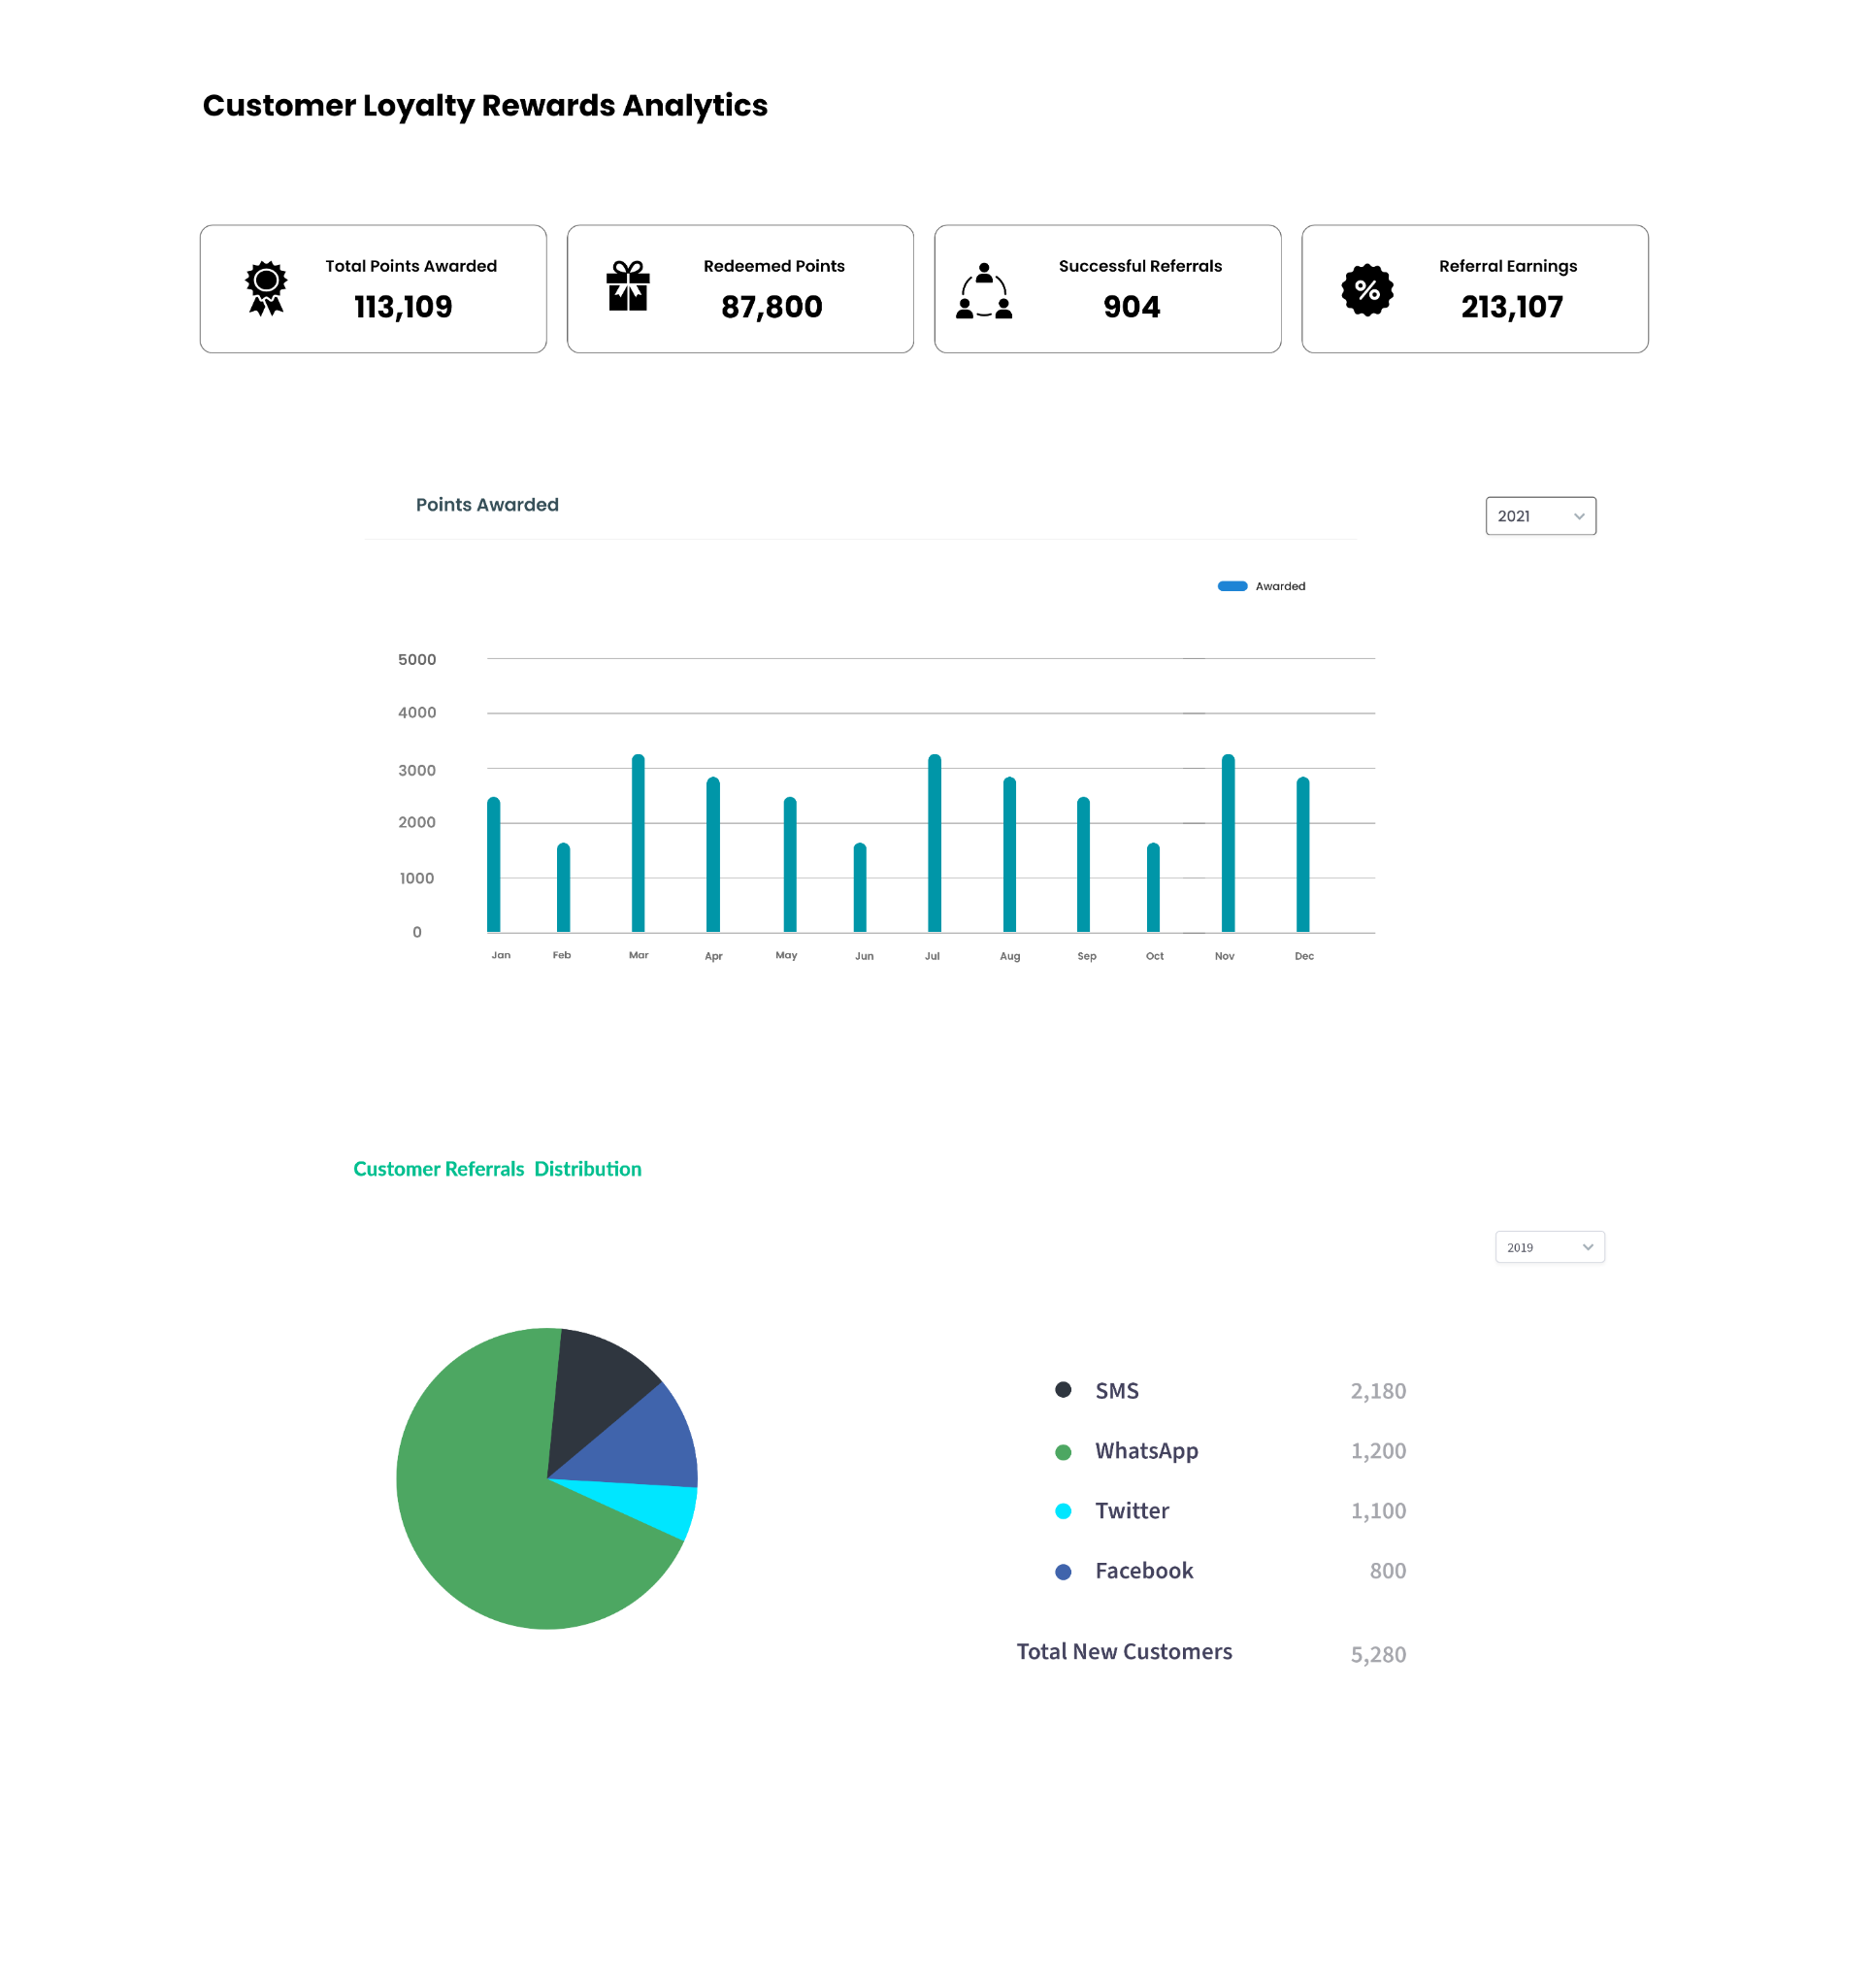 Customer Loyalty Rewards Analytics
Total Points Awarded
113,109
Redeemed Points
87,800
Successful Referrals
904
Referral Earnings
213,107
Points Awarded
2021
Awarded
5000
4000
3000
2000
1000
0
Jan Feb Mar Apr May Jun Jul Aug Sep Oct Nov Dec
Customer Referrals Distribution
2019
SMS 2,180
WhatsApp 1,200
Twitter 1,100
Facebook 800
Total New Customers 5,280